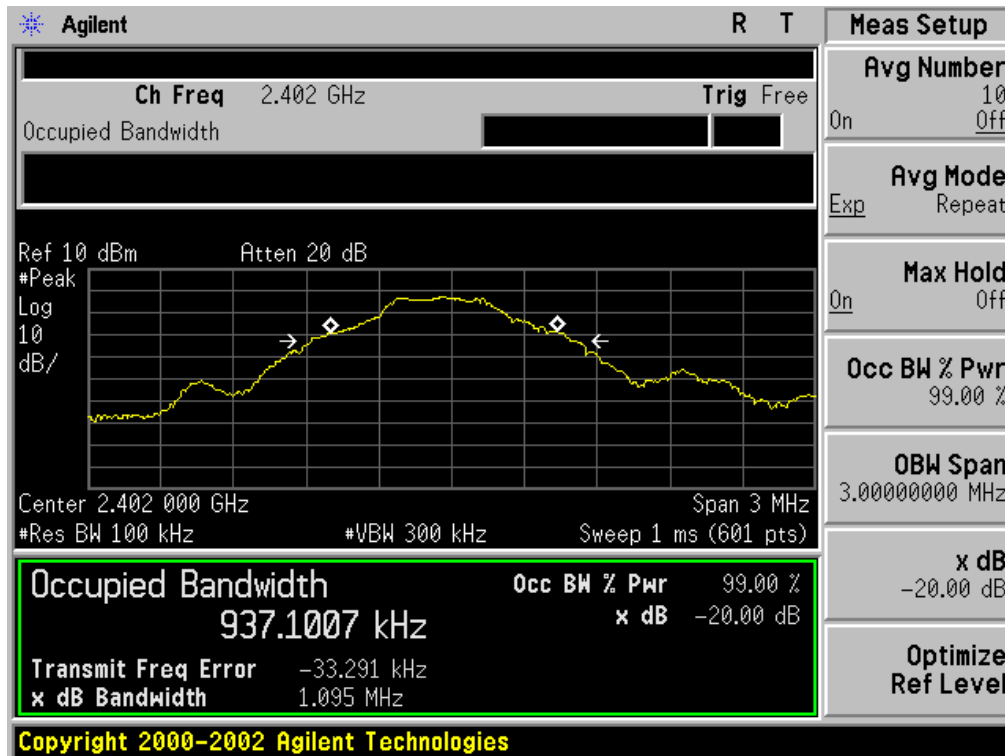 Agilent R T
Ch Freq 2.402 GHz Trig Free
Occupied Bandwidth
Ref 10 dBm Atten 20 dB
#Peak
Log
10
dB/
Center 2.402 000 GHz Span 3 MHz
#Res BW 100 kHz #VBW 300 kHz Sweep 1 ms (601 pts)
Occupied Bandwidth
937.1007 kHz
Occ BW % Pwr 99.00 %
x dB -20.00 dB
Transmit Freq Error -33.291 kHz
x dB Bandwidth 1.095 MHz
Copyright 2000-2002 Agilent Technologies
Meas Setup
Avg Number
10
On Off
Avg Mode
Exp Repeat
Max Hold
On Off
Occ BW % Pwr
99.00 %
OBW Span
3.00000000 MHz
x dB
-20.00 dB
Optimize
Ref Level